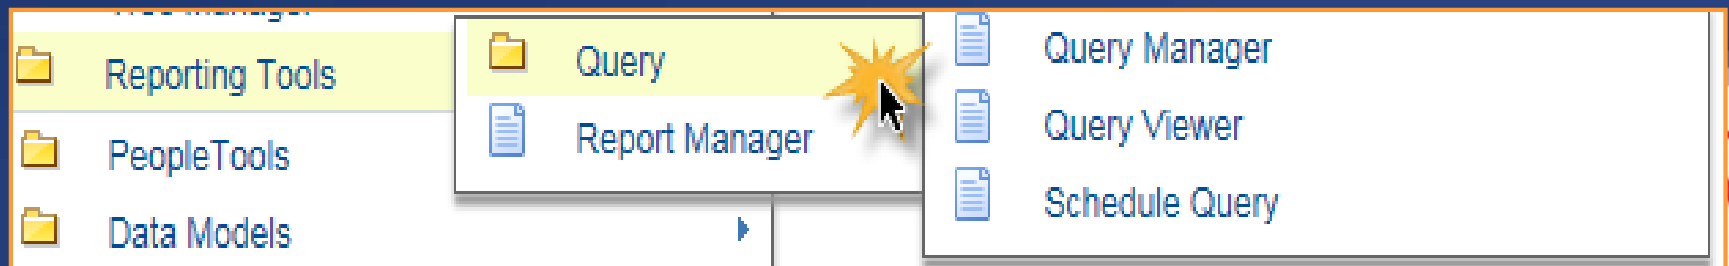 Reporting Tools
PeopleTools
Data Models
Query
Report Manager
Query Manager
Query Viewer
Schedule Query